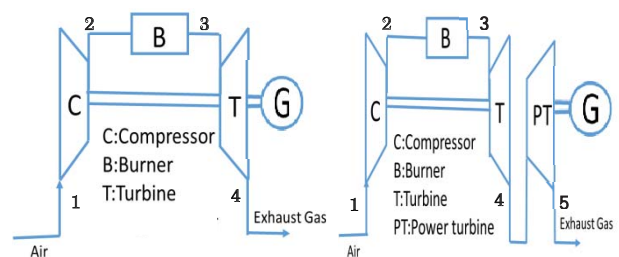 2
B
3
C
T
G
C:Compressor
B:Burner
T:Turbine
1
4
Exhaust Gas
Air
2
B
3
C
T
PT
G
C:Compressor
B:Burner
T:Turbine
PT:Power turbine
1
4
5
Exhaust Gas
Air